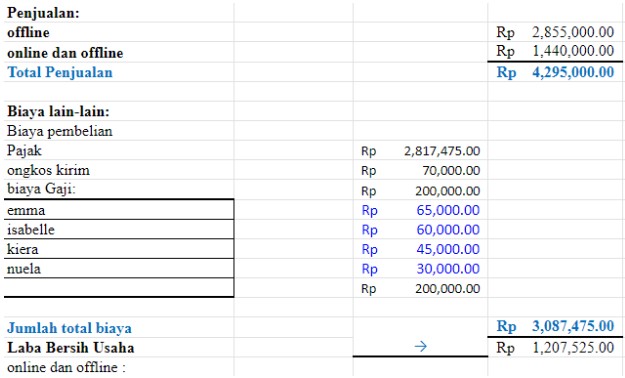 Penjualan:
offline Rp 2,855,000.00
online dan offline Rp 1,440,000.00
Total Penjualan Rp 4,295,000.00
Biaya lain-lain:
Biaya pembelian
Pajak Rp 2,817,475.00
ongkos kirim Rp 70,000.00
biaya Gaji: Rp 200,000.00
emma Rp 65,000.00
isabelle Rp 60,000.00
kiera Rp 45,000.00
nuela Rp 30,000.00
Rp 200,000.00
Jumlah total biaya Rp 3,087,475.00
Laba Bersih Usaha → Rp 1,207,525.00
online dan offline :